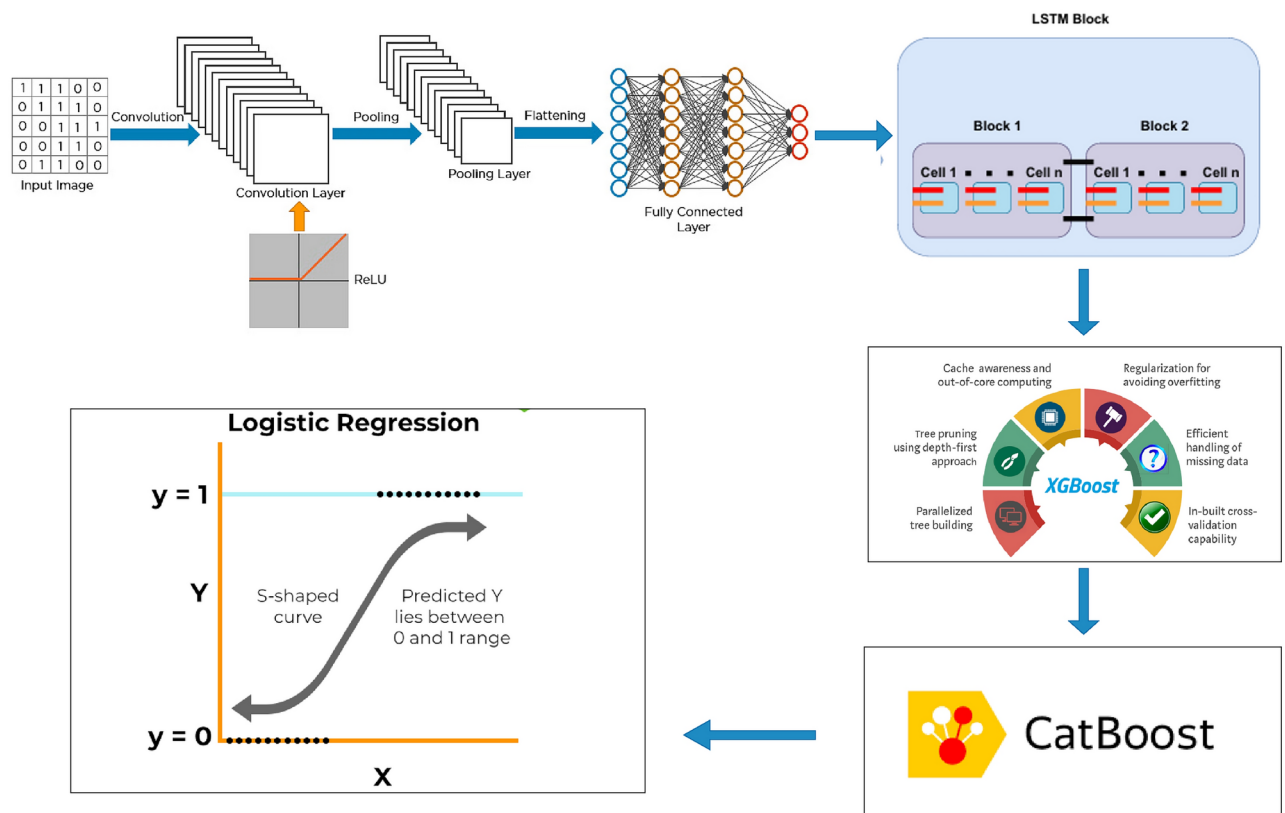 LSTM Block
1 1 1 0 0
0 1 1 1 0
0 0 1 1 1
0 0 1 1 0
0 1 1 0 0
Input Image
Convolution
Convolution Layer
ReLU
Pooling
Pooling Layer
Flattening
Fully Connected
Layer
Block 1
Block 2
Cell 1
Cell n
Cell 1
Cell n
Cache awareness and
out-of-core computing
Regularization for
avoiding overfitting
Tree pruning
using depth-first
approach
Efficient
handling of
missing data
?
XGBoost
Parallelized
tree building
In-built cross-
validation
capability
CatBoost
Logistic Regression
y = 1
Y
S-shaped
curve
Predicted Y
lies between
0 and 1 range
y = 0
X